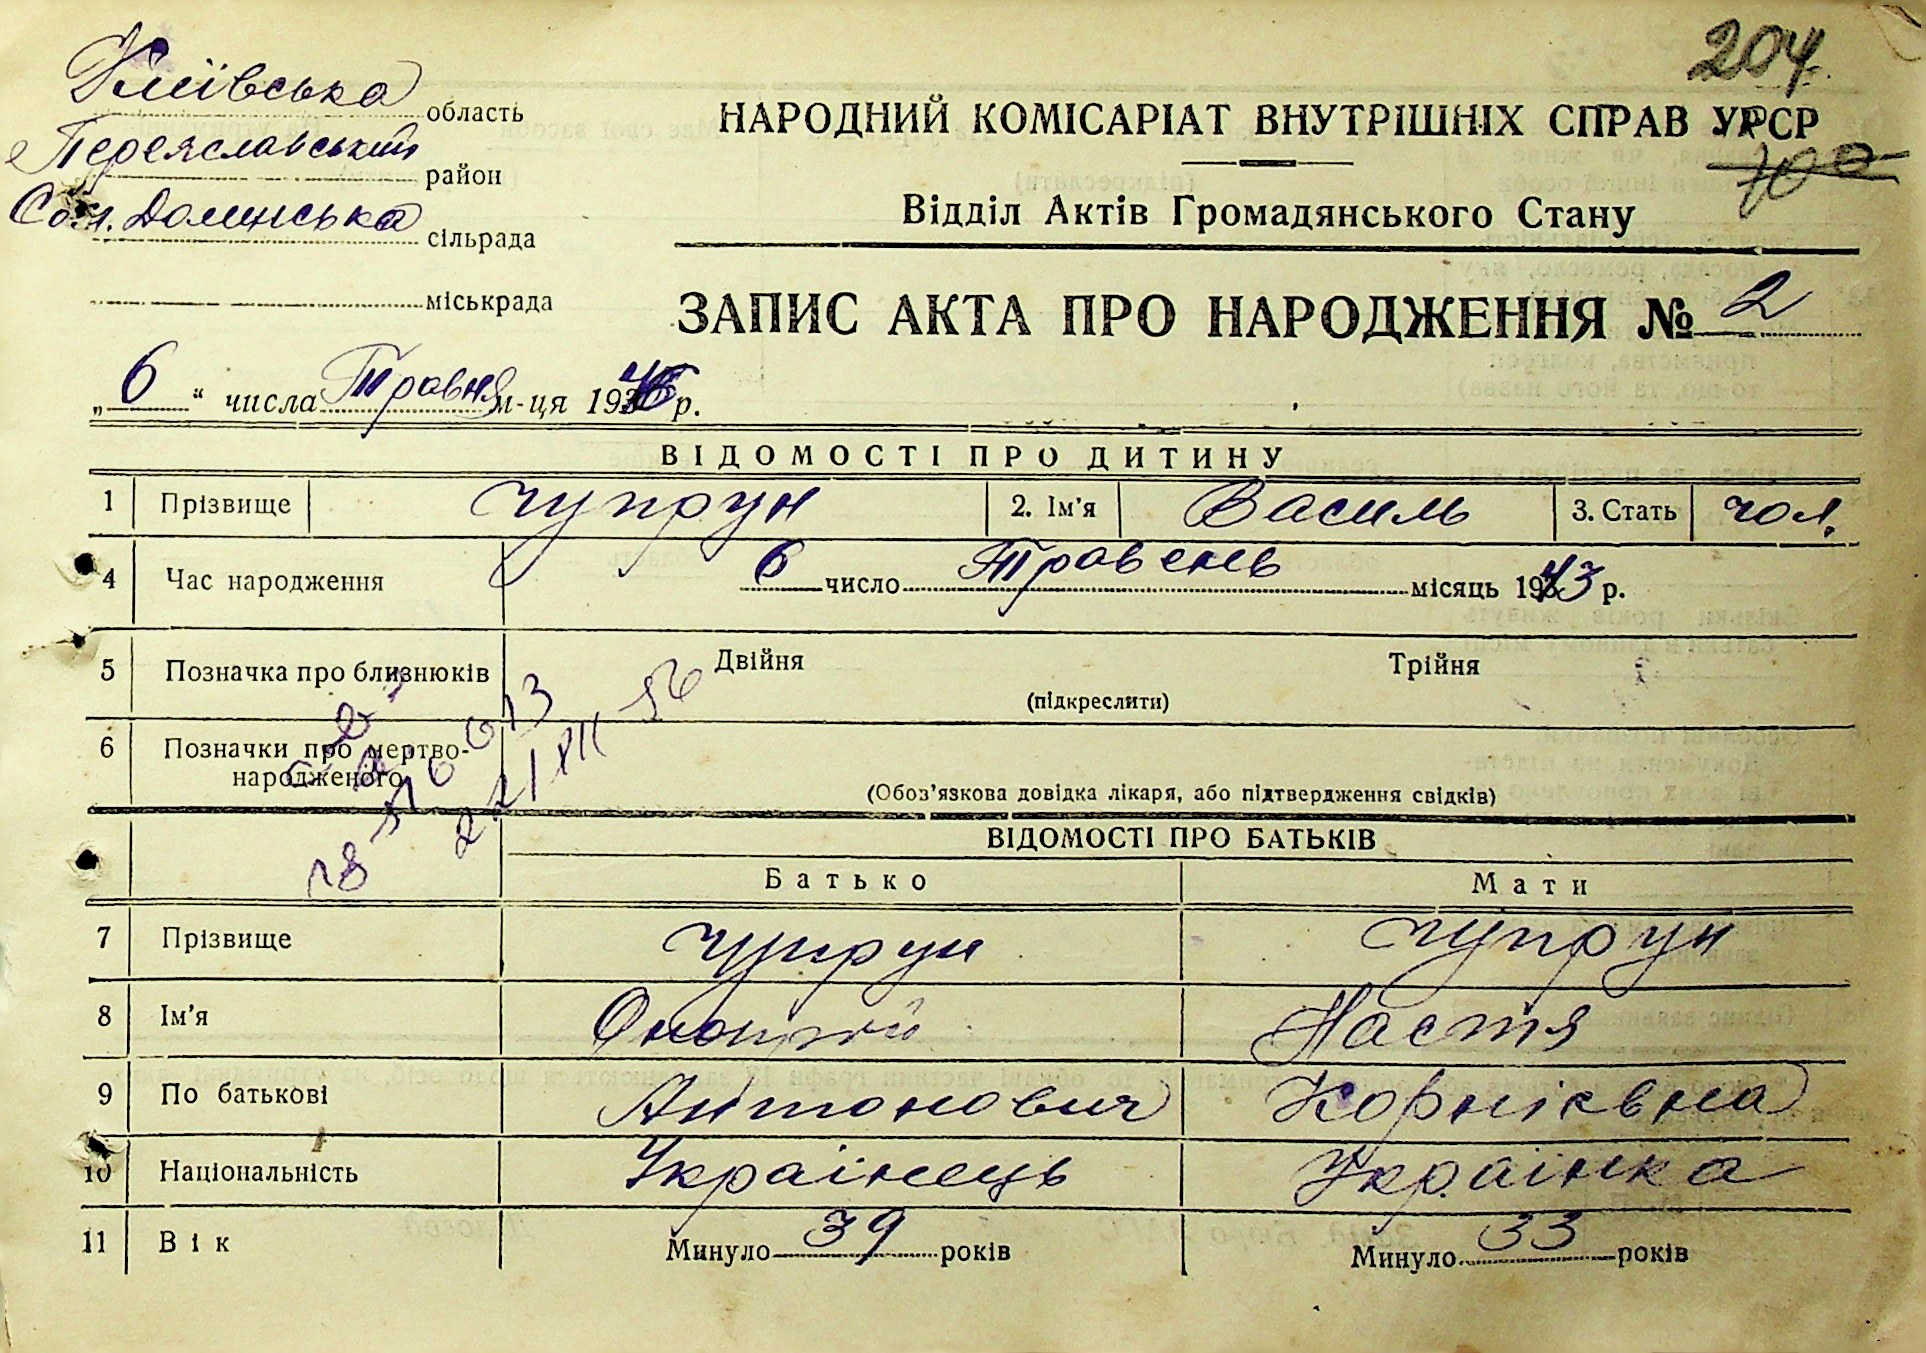 204
Київська область
НАРОДНИЙ КОМІСАРІАТ ВНУТРІШНІХ СПРАВ УРСР
Переяславський район
Відділ Актів Громадянського Стану
Сом. Долинська сільрада
міськрада
ЗАПИС АКТА ПРО НАРОДЖЕННЯ № 2
„6“ числа Травня м-ця 19 р.
ВІДОМОСТІ ПРО ДИТИНУ
1 Прізвище Чупрун 2. Ім'я Василь 3. Стать чол.
4 Час народження 6 число Травень місяць 1943 р.
5 Позначка про близнюків Двійня Трійня
(підкреслити)
6 Позначки про мертво-
народженого
(Обов'язкова довідка лікаря, або підтвердження свідків)
ВІДОМОСТІ ПРО БАТЬКІВ
Батько Мати
7 Прізвище Чупрун Чупрун
8 Ім'я Онопрій Настя
9 По батькові Антонович Корніївна
10 Національність Українець Українка
11 Вік Минуло 39 років Минуло 33 років